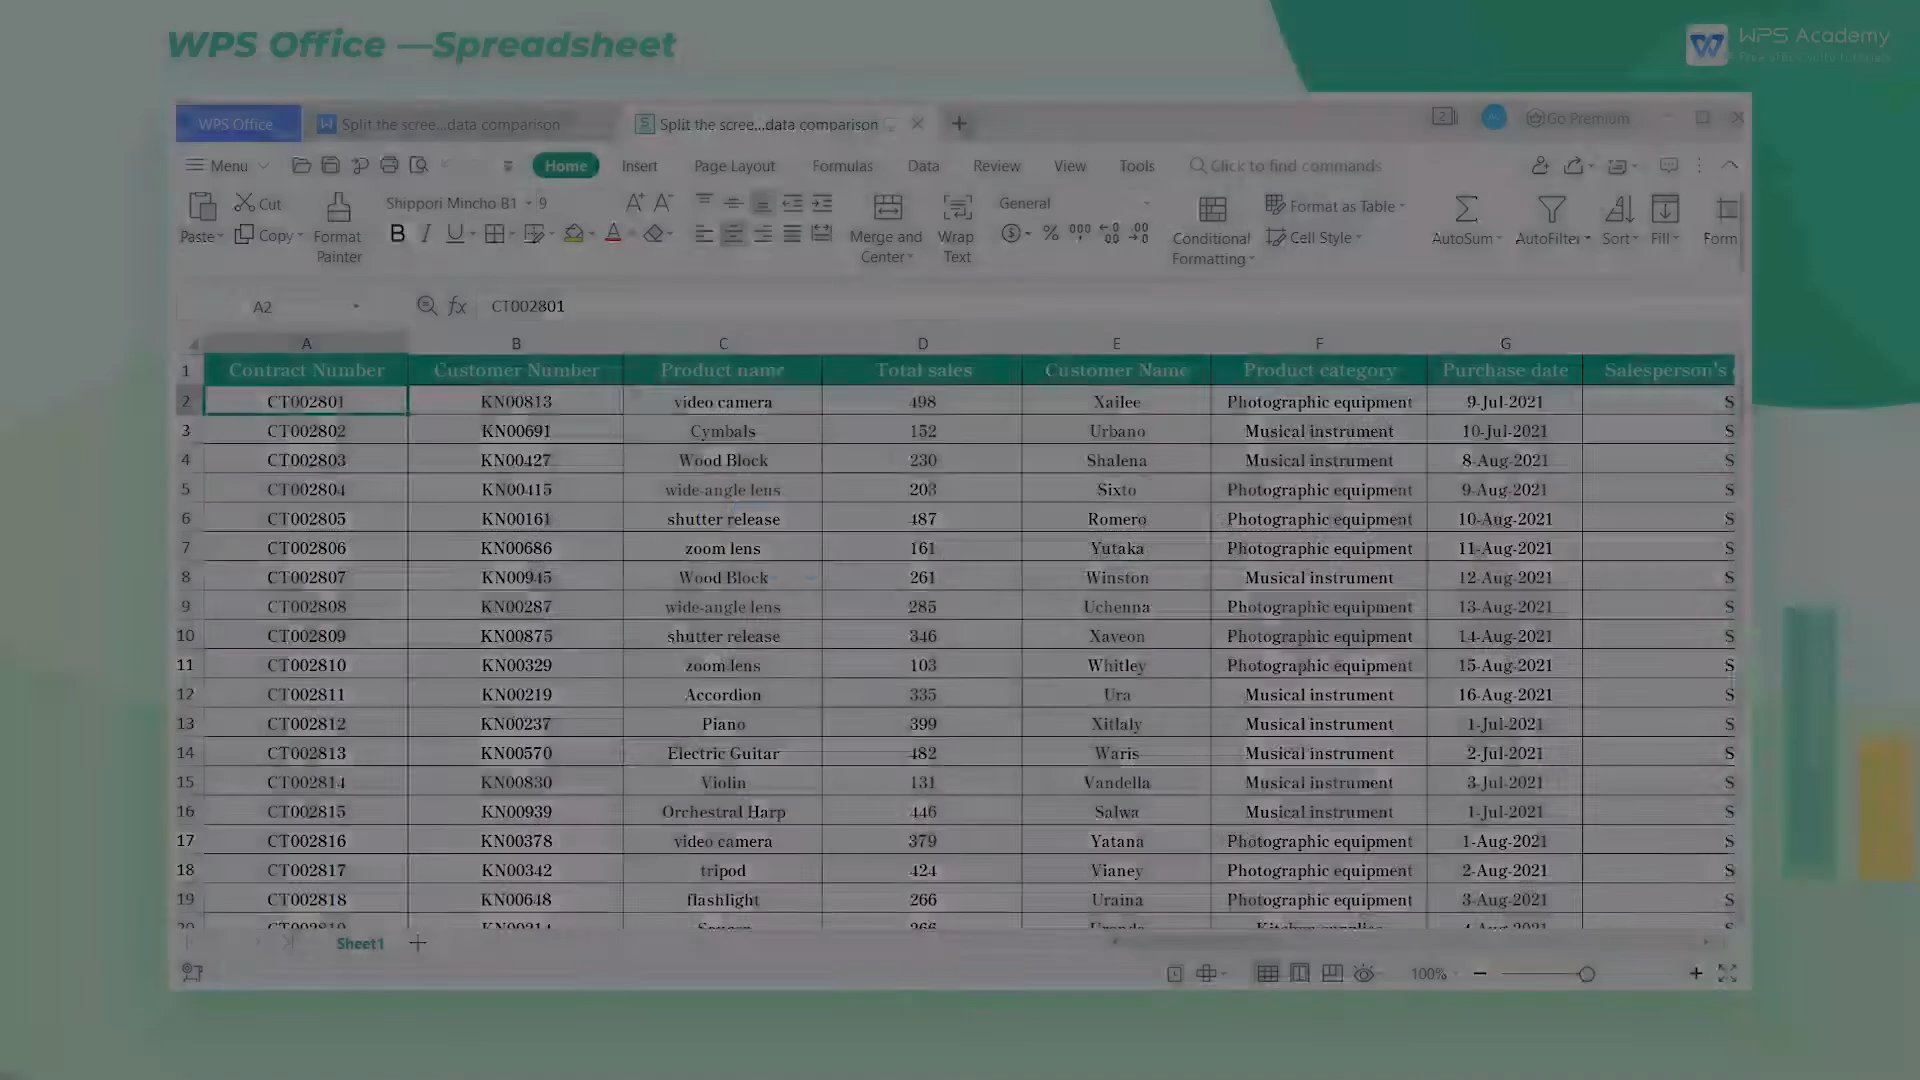 WPS Office —Spreadsheet
WPS Academy
Free office suite tutorials
WPS Office
Split the scree...data comparison
Split the scree...data comparison
Go Premium
Menu
Home
Insert
Page Layout
Formulas
Data
Review
View
Tools
Click to find commands
Paste
Cut
Copy
Format Painter
Shippori Mincho B1
9
Merge and Center
Wrap Text
General
Conditional Formatting
Format as Table
Cell Style
AutoSum
AutoFilter
Sort
Fill
Form
A2
fx
CT002801
A B C D E F G
1 Contract Number Customer Number Product name Total sales Customer Name Product category Purchase date Salesperson's
2 CT002801 KN00813 video camera 498 Xailee Photographic equipment 9-Jul-2021 S
3 CT002802 KN00691 Cymbals 152 Urbano Musical instrument 10-Jul-2021 S
4 CT002803 KN00427 Wood Block 230 Shalena Musical instrument 8-Aug-2021 S
5 CT002804 KN00415 wide-angle lens 203 Sixto Photographic equipment 9-Aug-2021 S
6 CT002805 KN00161 shutter release 487 Romero Photographic equipment 10-Aug-2021 S
7 CT002806 KN00686 zoom lens 161 Yutaka Photographic equipment 11-Aug-2021 S
8 CT002807 KN00945 Wood Block 261 Winston Musical instrument 12-Aug-2021 S
9 CT002808 KN00287 wide-angle lens 285 Uchenna Photographic equipment 13-Aug-2021 S
10 CT002809 KN00875 shutter release 346 Xaveon Photographic equipment 14-Aug-2021 S
11 CT002810 KN00329 zoom lens 103 Whitley Photographic equipment 15-Aug-2021 S
12 CT002811 KN00219 Accordion 335 Ura Musical instrument 16-Aug-2021 S
13 CT002812 KN00237 Piano 399 Xitlaly Musical instrument 1-Jul-2021 S
14 CT002813 KN00570 Electric Guitar 482 Waris Musical instrument 2-Jul-2021 S
15 CT002814 KN00830 Violin 131 Vandella Musical instrument 3-Jul-2021 S
16 CT002815 KN00939 Orchestral Harp 446 Salwa Musical instrument 1-Jul-2021 S
17 CT002816 KN00378 video camera 379 Yatana Photographic equipment 1-Aug-2021 S
18 CT002817 KN00342 tripod 424 Vianey Photographic equipment 2-Aug-2021 S
19 CT002818 KN00648 flashlight 266 Uraina Photographic equipment 3-Aug-2021 S
Sheet1
100%